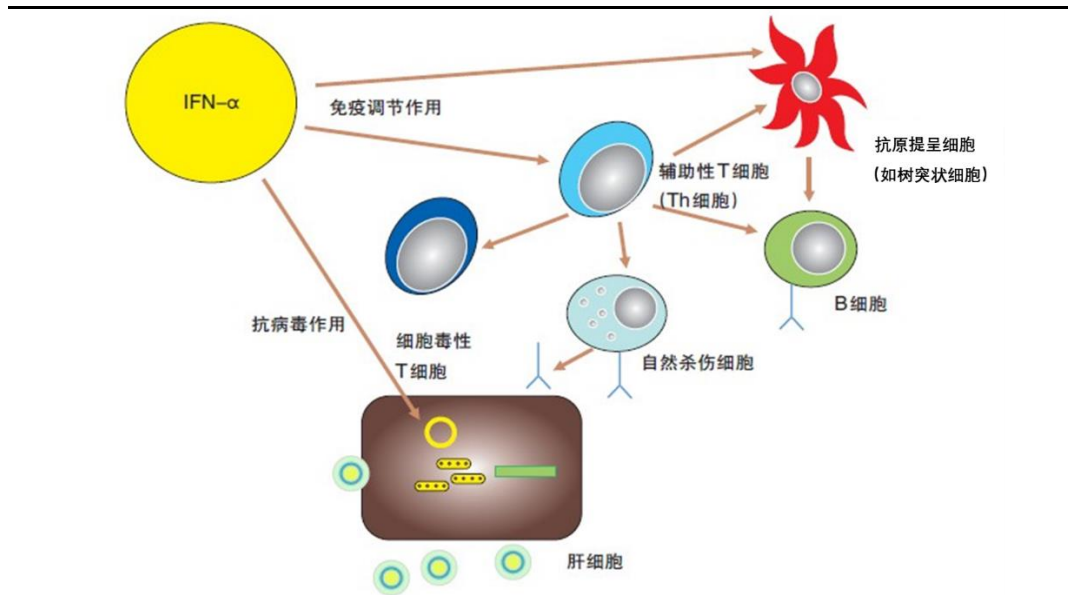 IFN-α
免疫调节作用
抗原提呈细胞
(如树突状细胞)
辅助性T细胞
(Th细胞)
B细胞
抗病毒作用
细胞毒性
T细胞
自然杀伤细胞
肝细胞